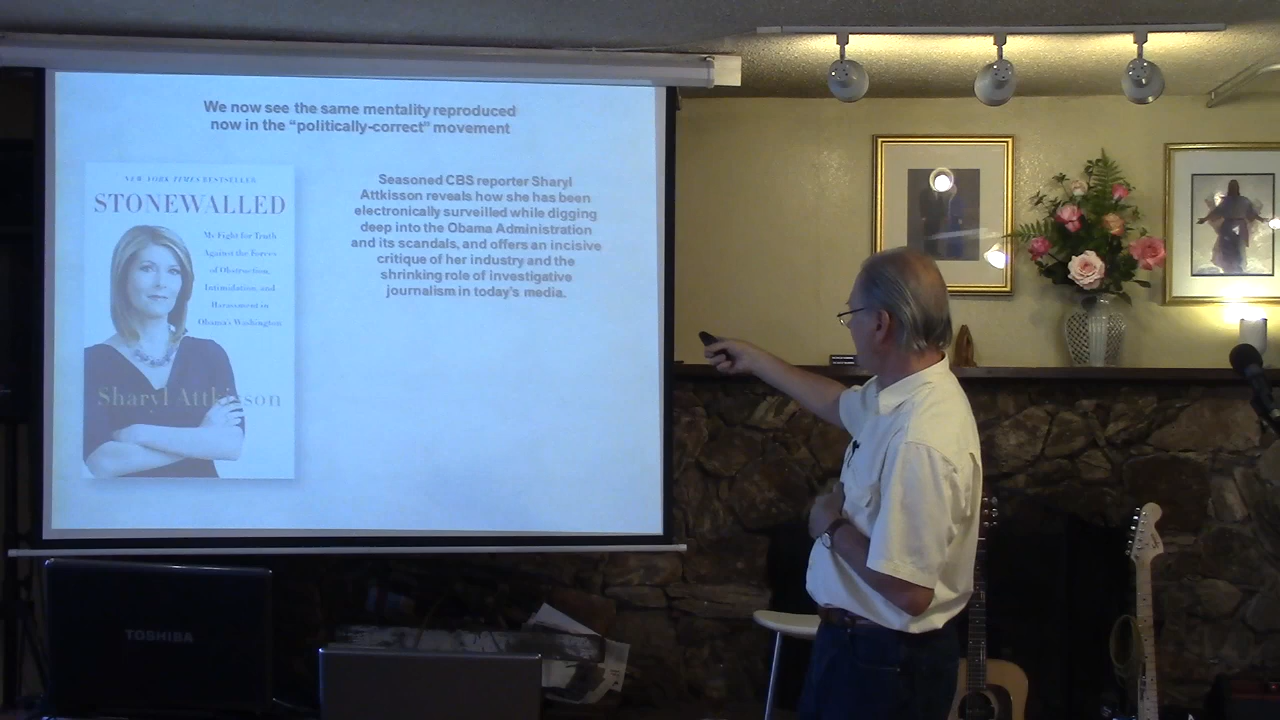 We now see the same mentality reproduced
now in the “politically-correct” movement
NEW YORK TIMES BESTSELLER
STONEWALLED
My Fight for Truth
Against the Forces
of Obstruction,
Intimidation, and
Harassment in
Obama's Washington
Sharyl Attkisson
Seasoned CBS reporter Sharyl
Attkisson reveals how she has been
electronically surveilled while digging
deep into the Obama Administration
and its scandals, and offers an incisive
critique of her industry and the
shrinking role of investigative
journalism in today's media.
TOSHIBA